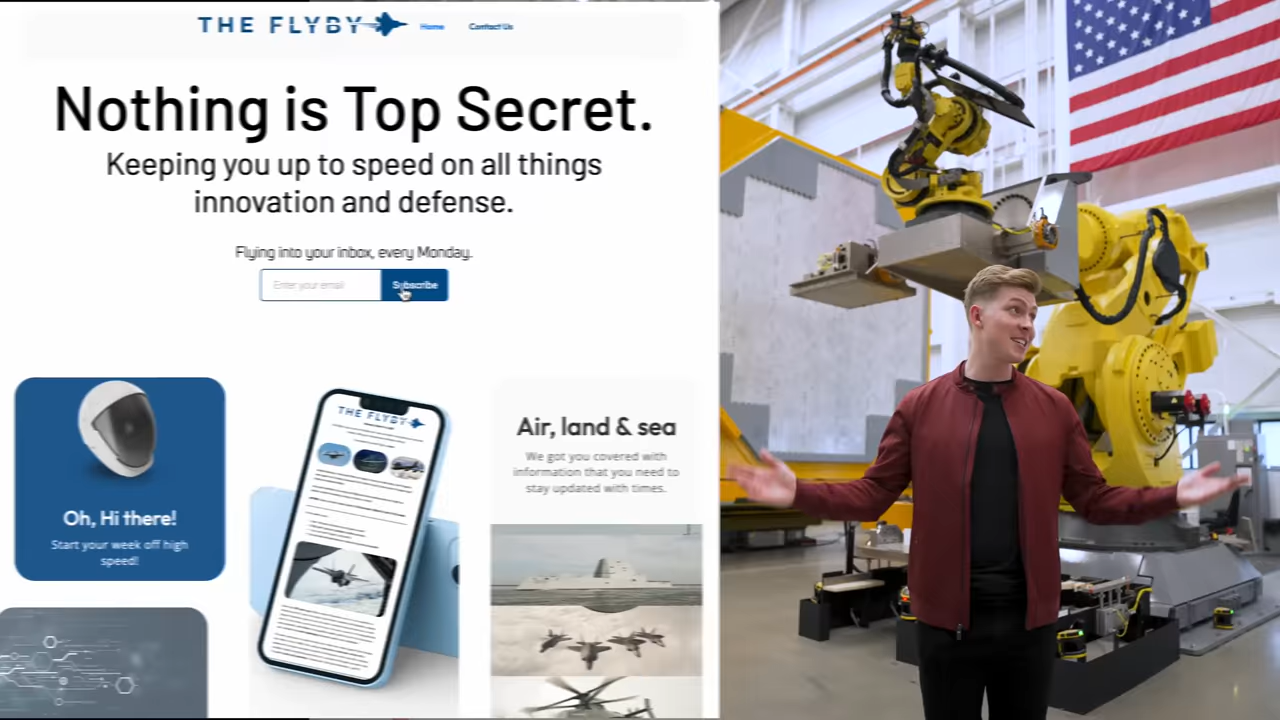 THE FLYBY
Home
Contact Us
Nothing is Top Secret.
Keeping you up to speed on all things
innovation and defense.
Flying into your inbox, every Monday.
Enter your email
Subscribe
Oh, Hi there!
Start your week off high
speed!
THE FLYBY
Air, land & sea
We got you covered with
information that you need to
stay updated with times.